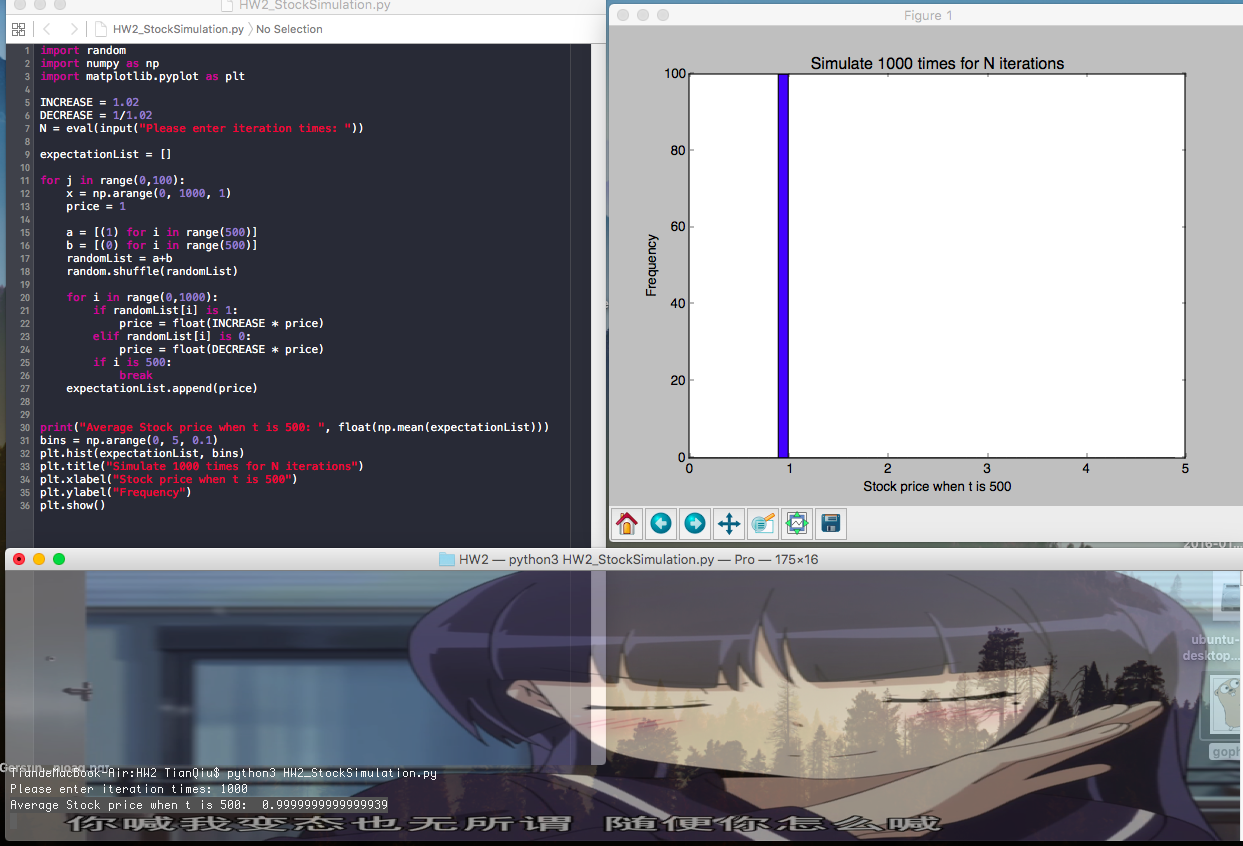 HW2_StockSimulation.py
HW2_StockSimulation.py 〉No Selection
1 import random
2 import numpy as np
3 import matplotlib.pyplot as plt
4
5 INCREASE = 1.02
6 DECREASE = 1/1.02
7 N = eval(input("Please enter iteration times: "))
8
9 expectationList = []
10
11 for j in range(0,100):
12     x = np.arange(0, 1000, 1)
13     price = 1
14
15     a = [(1) for i in range(500)]
16     b = [(0) for i in range(500)]
17     randomList = a+b
18     random.shuffle(randomList)
19
20     for i in range(0,1000):
21         if randomList[i] is 1:
22             price = float(INCREASE * price)
23         elif randomList[i] is 0:
24             price = float(DECREASE * price)
25         if i is 500:
26             break
27     expectationList.append(price)
28
29
30 print("Average Stock price when t is 500: ", float(np.mean(expectationList)))
31 bins = np.arange(0, 5, 0.1)
32 plt.hist(expectationList, bins)
33 plt.title("Simulate 1000 times for N iterations")
34 plt.xlabel("Stock price when t is 500")
35 plt.ylabel("Frequency")
36 plt.show()
Figure 1
Simulate 1000 times for N iterations
100
80
60
40
20
0
Frequency
0 1 2 3 4 5
Stock price when t is 500
HW2 — python3 HW2_StockSimulation.py — Pro — 175×16
ubuntu-
desktop...
goph
TrandeMacBook-Air:HW2 TianQiu$ python3 HW2_StockSimulation.py
Please enter iteration times: 1000
Average Stock price when t is 500:  0.9999999999999939
你喊我变态也无所谓 随便你怎么喊